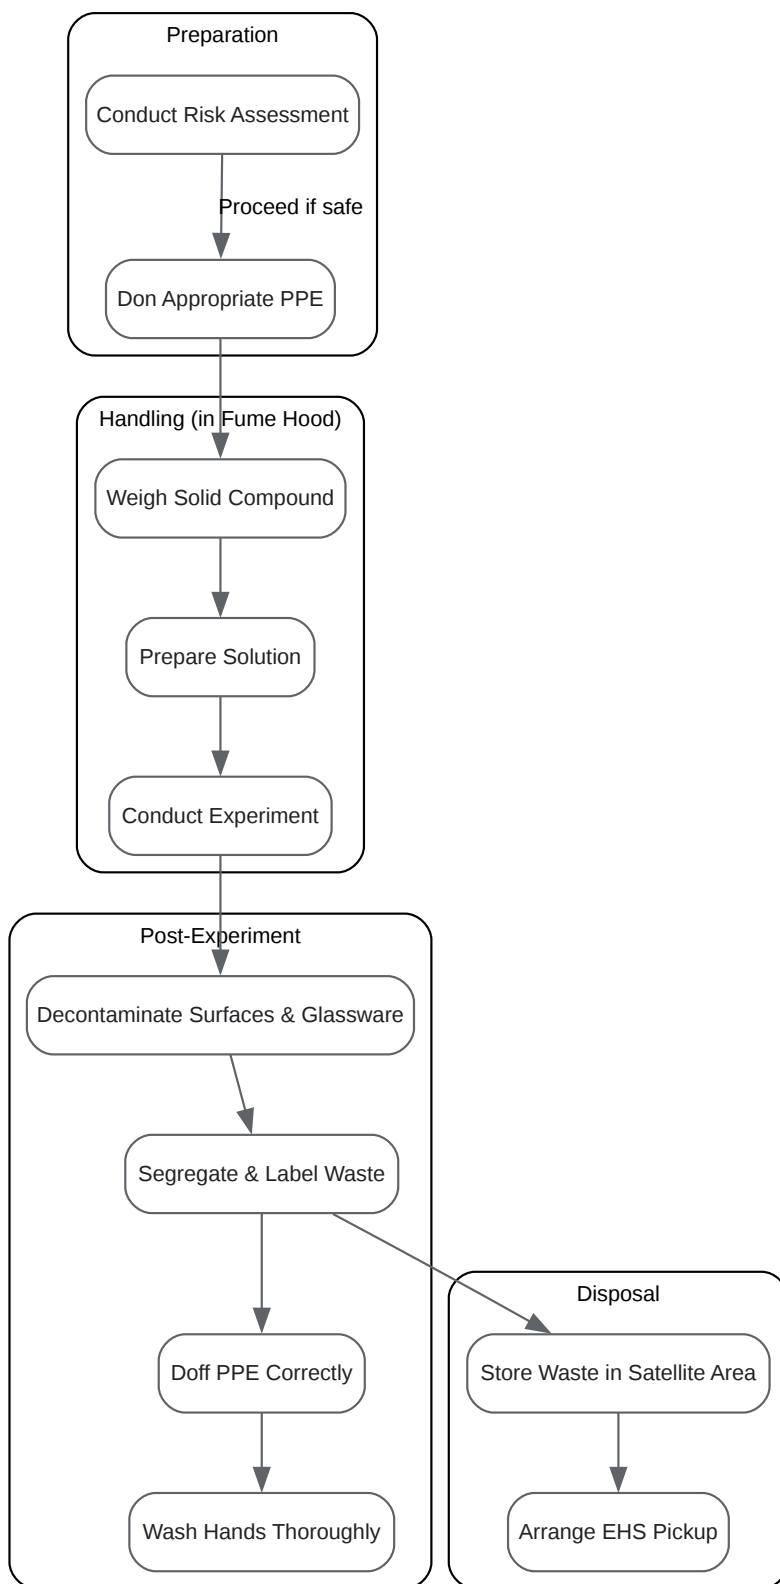 Preparation
Conduct Risk Assessment
Proceed if safe
Don Appropriate PPE
Handling (in Fume Hood)
Weigh Solid Compound
Prepare Solution
Conduct Experiment
Post-Experiment
Decontaminate Surfaces & Glassware
Segregate & Label Waste
Doff PPE Correctly
Wash Hands Thoroughly
Disposal
Store Waste in Satellite Area
Arrange EHS Pickup